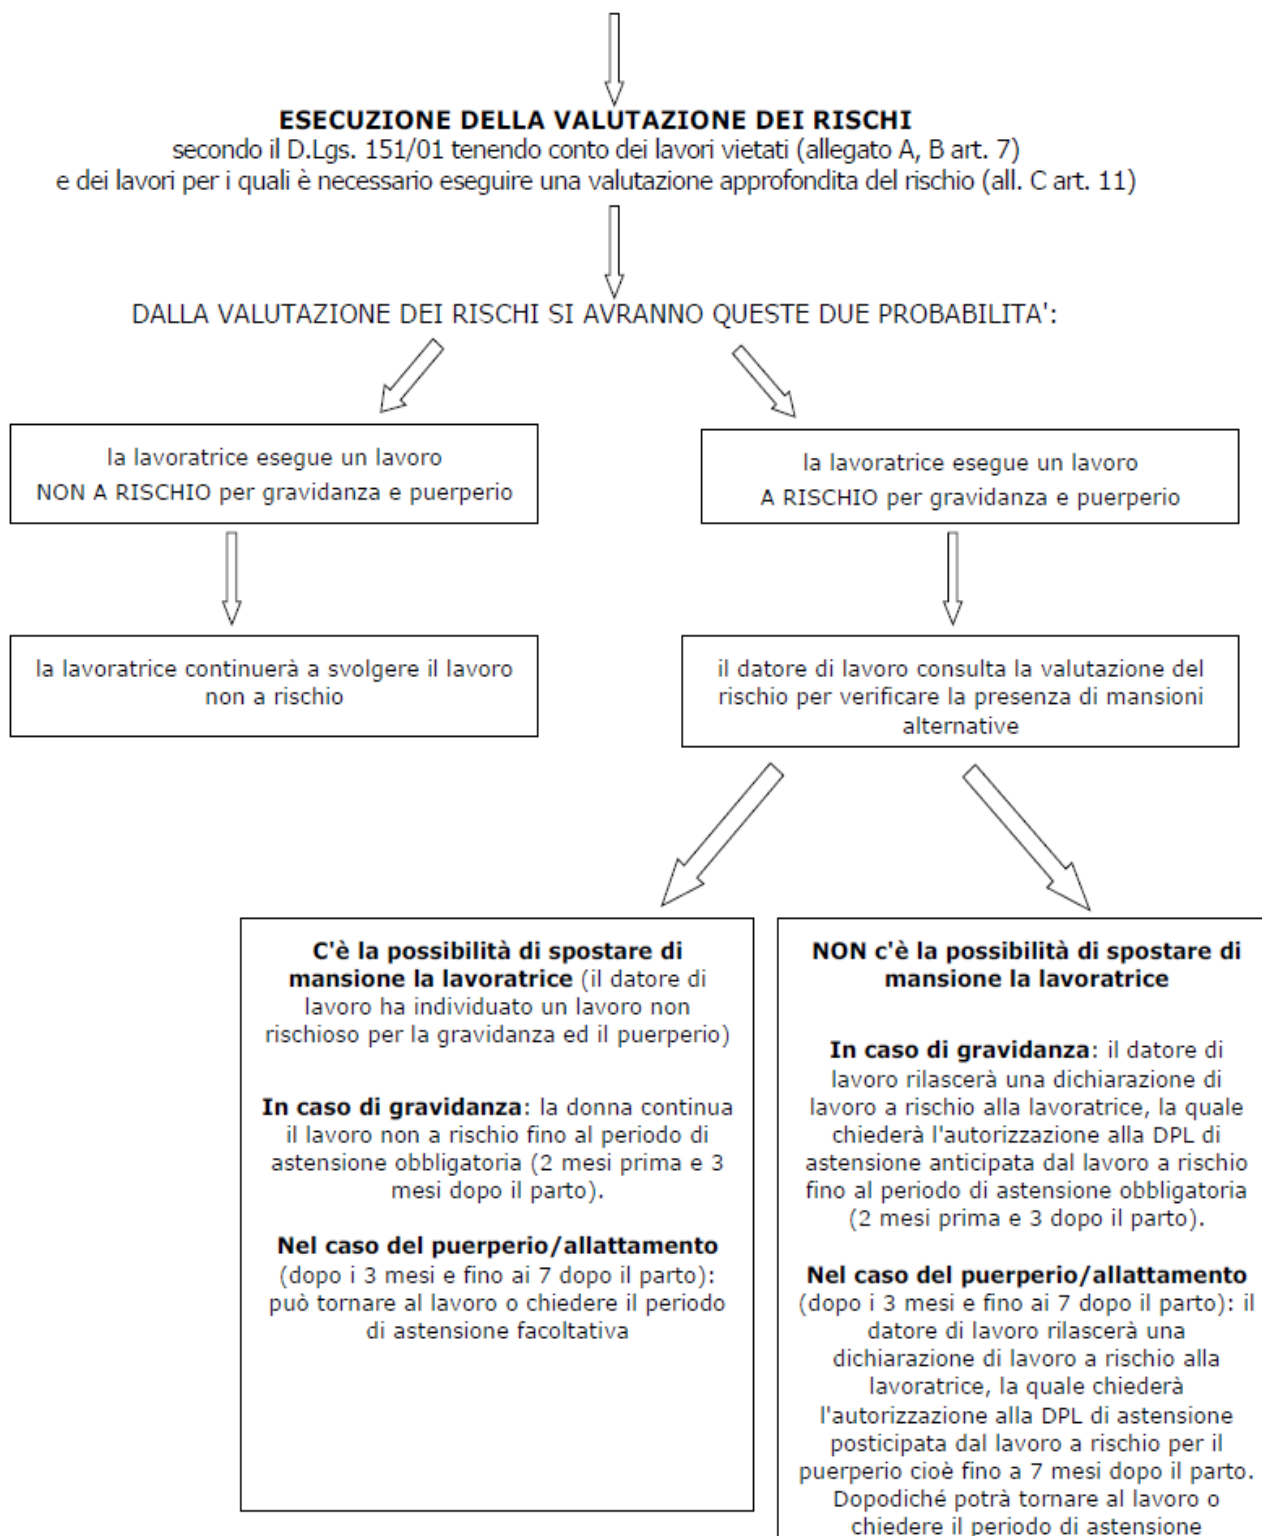 ESECUZIONE DELLA VALUTAZIONE DEI RISCHI
secondo il D.Lgs. 151/01 tenendo conto dei lavori vietati (allegato A, B art. 7)
e dei lavori per i quali è necessario eseguire una valutazione approfondita del rischio (all. C art. 11)
DALLA VALUTAZIONE DEI RISCHI SI AVRANNO QUESTE DUE PROBABILITA':
la lavoratrice esegue un lavoro
NON A RISCHIO per gravidanza e puerperio
la lavoratrice esegue un lavoro
A RISCHIO per gravidanza e puerperio
la lavoratrice continuerà a svolgere il lavoro
non a rischio
il datore di lavoro consulta la valutazione del
rischio per verificare la presenza di mansioni
alternative
C'è la possibilità di spostare di
mansione la lavoratrice (il datore di
lavoro ha individuato un lavoro non
rischioso per la gravidanza ed il puerperio)
In caso di gravidanza: la donna continua
il lavoro non a rischio fino al periodo di
astensione obbligatoria (2 mesi prima e 3
mesi dopo il parto).
Nel caso del puerperio/allattamento
(dopo i 3 mesi e fino ai 7 dopo il parto):
può tornare al lavoro o chiedere il periodo
di astensione facoltativa
NON c'è la possibilità di spostare di
mansione la lavoratrice
In caso di gravidanza: il datore di
lavoro rilascerà una dichiarazione di
lavoro a rischio alla lavoratrice, la quale
chiederà l'autorizzazione alla DPL di
astensione anticipata dal lavoro a rischio
fino al periodo di astensione obbligatoria
(2 mesi prima e 3 dopo il parto).
Nel caso del puerperio/allattamento
(dopo i 3 mesi e fino ai 7 dopo il parto): il
datore di lavoro rilascerà una
dichiarazione di lavoro a rischio alla
lavoratrice, la quale chiederà
l'autorizzazione alla DPL di astensione
posticipata dal lavoro a rischio per il
puerperio cioè fino a 7 mesi dopo il parto.
Dopodiché potrà tornare al lavoro o
chiedere il periodo di astensione